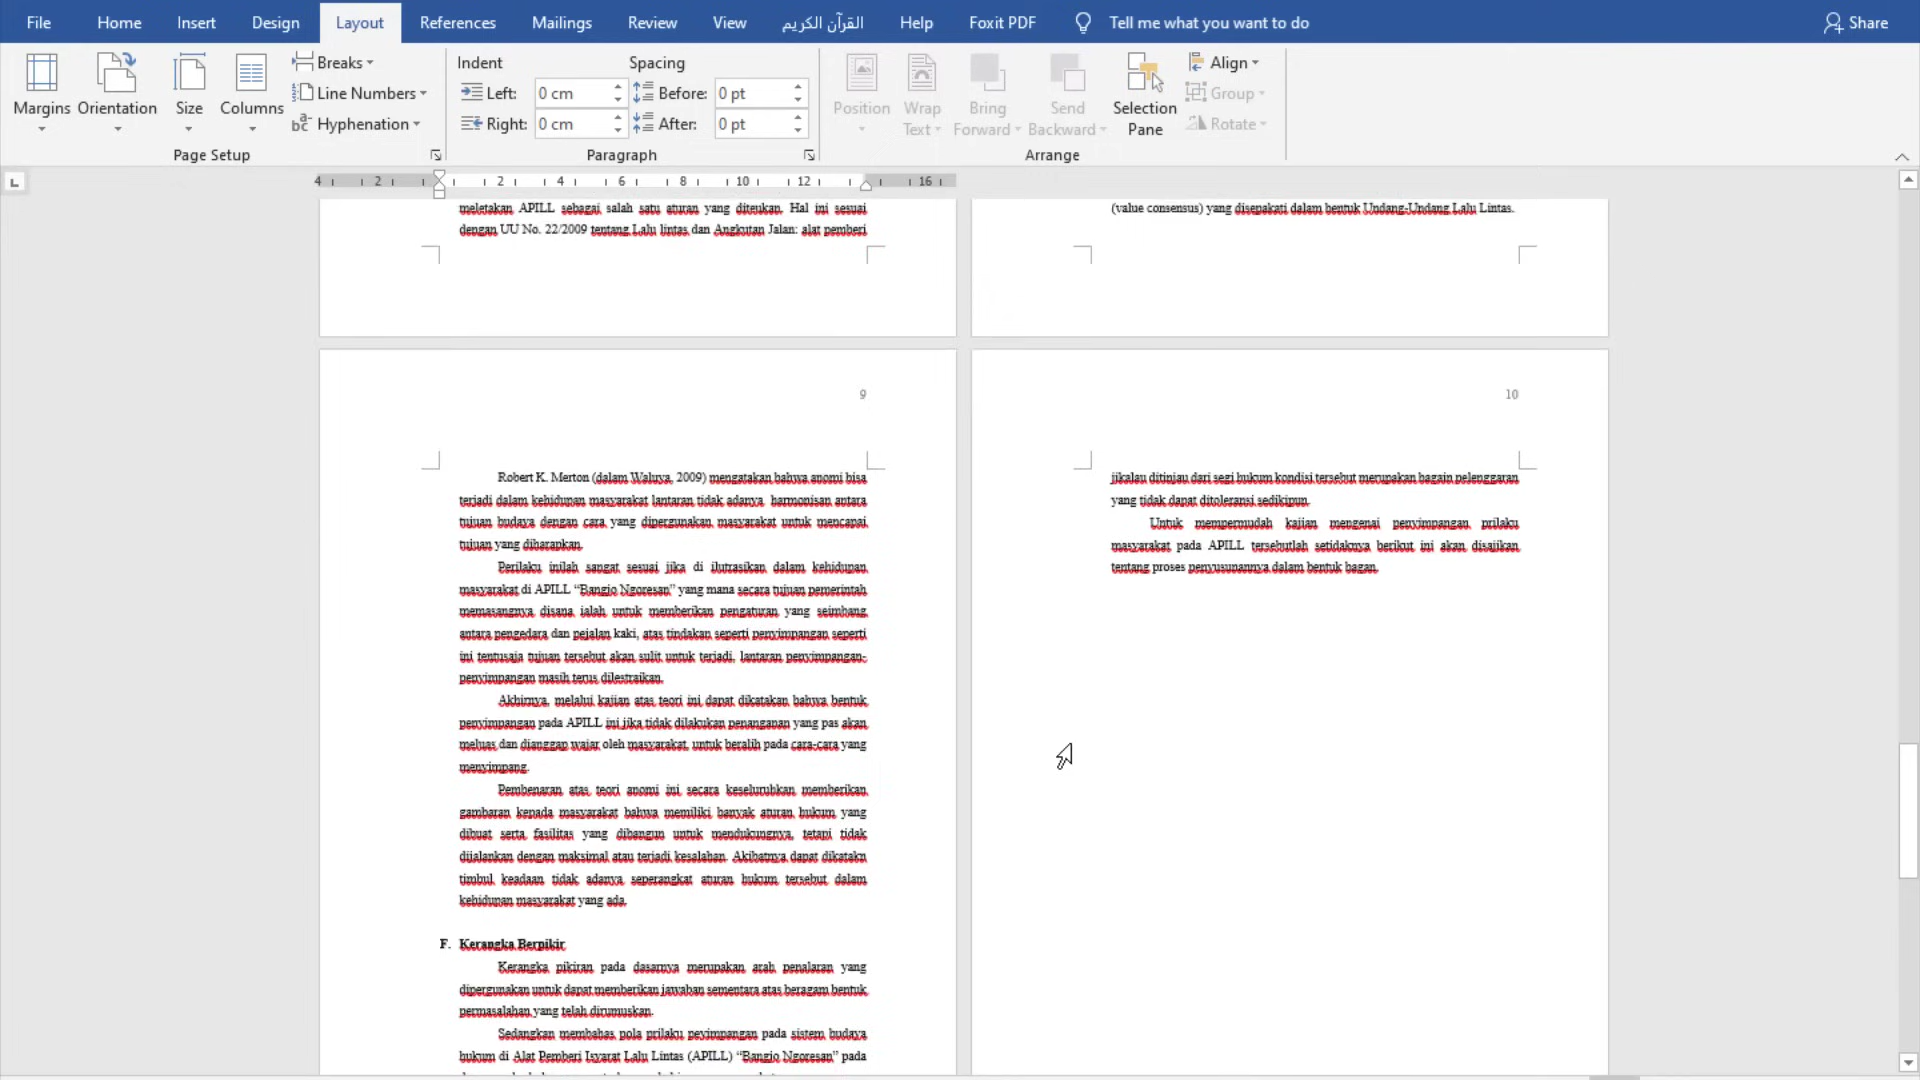 File Home Insert Design Layout References Mailings Review View القرآن الكريم Help Foxit PDF Tell me what you want to do Share
Margins Orientation Size Columns
Breaks
Line Numbers
Hyphenation
Page Setup
Indent
Left: 0 cm
Right: 0 cm
Spacing
Before: 0 pt
After: 0 pt
Paragraph
Position
Wrap Text
Bring Forward
Send Backward
Selection Pane
Align
Group
Rotate
Arrange
4 2 2 4 6 8 10 12 16
meletakan APILL sebagai salah satu aturan yang diteukan. Hal ini sesuai
dengan UU No. 22/2009 tentang Lalu lintas dan Angkutan Jalan: alat pemberi
(value consensus) yang disepakati dalam bentuk Undang-Undang Lalu Lintas.
9
Robert K. Merton (dalam Waluya, 2009) mengatakan bahwa anomi bisa
terjadi dalam kehidupan masyarakat lantaran tidak adanya harmonisan antara
tujuan budaya dengan cara yang dipergunakan masyarakat untuk mencapai
tujuan yang diharapkan.
Perilaku inilah sangat sesuai jika di ilutrasikan dalam kehidupan
masyarakat di APILL “Bangjo Ngoresan” yang mana secara tujuan pemerintah
memasangnya disana ialah untuk memberikan pengaturan yang seimbang
antara pengedara dan pejalan kaki, atas tindakan seperti penyimpangan seperti
ini tentusaja tujuan tersebut akan sulit untuk terjadi, lantaran penyimpangan-
penyimpangan masih terus dilestraikan.
Akhirnya, melalui kajian atas teori ini dapat dikatakan bahwa bentuk
penyimpangan pada APILL ini jika tidak dilakukan penanganan yang pas akan
meluas dan dianggap wajar oleh masyarakat, untuk beralih pada cara-cara yang
menyimpang.
Pembenaran atas teori anomi ini secara keseluruhkan memberikan
gambaran kepada masyarakat bahwa memiliki banyak aturan hukum yang
dibuat serta fasilitas yang dibangun untuk mendukungnya, tetapi tidak
dijalankan dengan maksimal atau terjadi kesalahan. Akibatnya dapat dikatakn
timbul keadaan tidak adanya seperangkat aturan hukum tersebut dalam
kehidupan masyarakat yang ada.
F. Kerangka Berpikir
Kerangka pikiran pada dasarnya merupakan arah penalaran yang
dipergunakan untuk dapat memberikan jawaban sementara atas beragam bentuk
permasalahan yang telah dirumuskan.
Sedangkan membahas pola prilaku peyimpangan pada sistem budaya
hukum di Alat Pemberi Isyarat Lalu Lintas (APILL) “Bangjo Ngoresan” pada
10
jikalau ditinjau dari segi hukum kondisi tersebut merupakan bagain pelenggaran
yang tidak dapat ditoleransi sedikipun.
Untuk mempermudah kajian mengenai penyimpangan prilaku
masyarakat pada APILL tersebutlah setidaknya berikut ini akan disajikan
tentang proses penyusunannya dalam bentuk bagan.